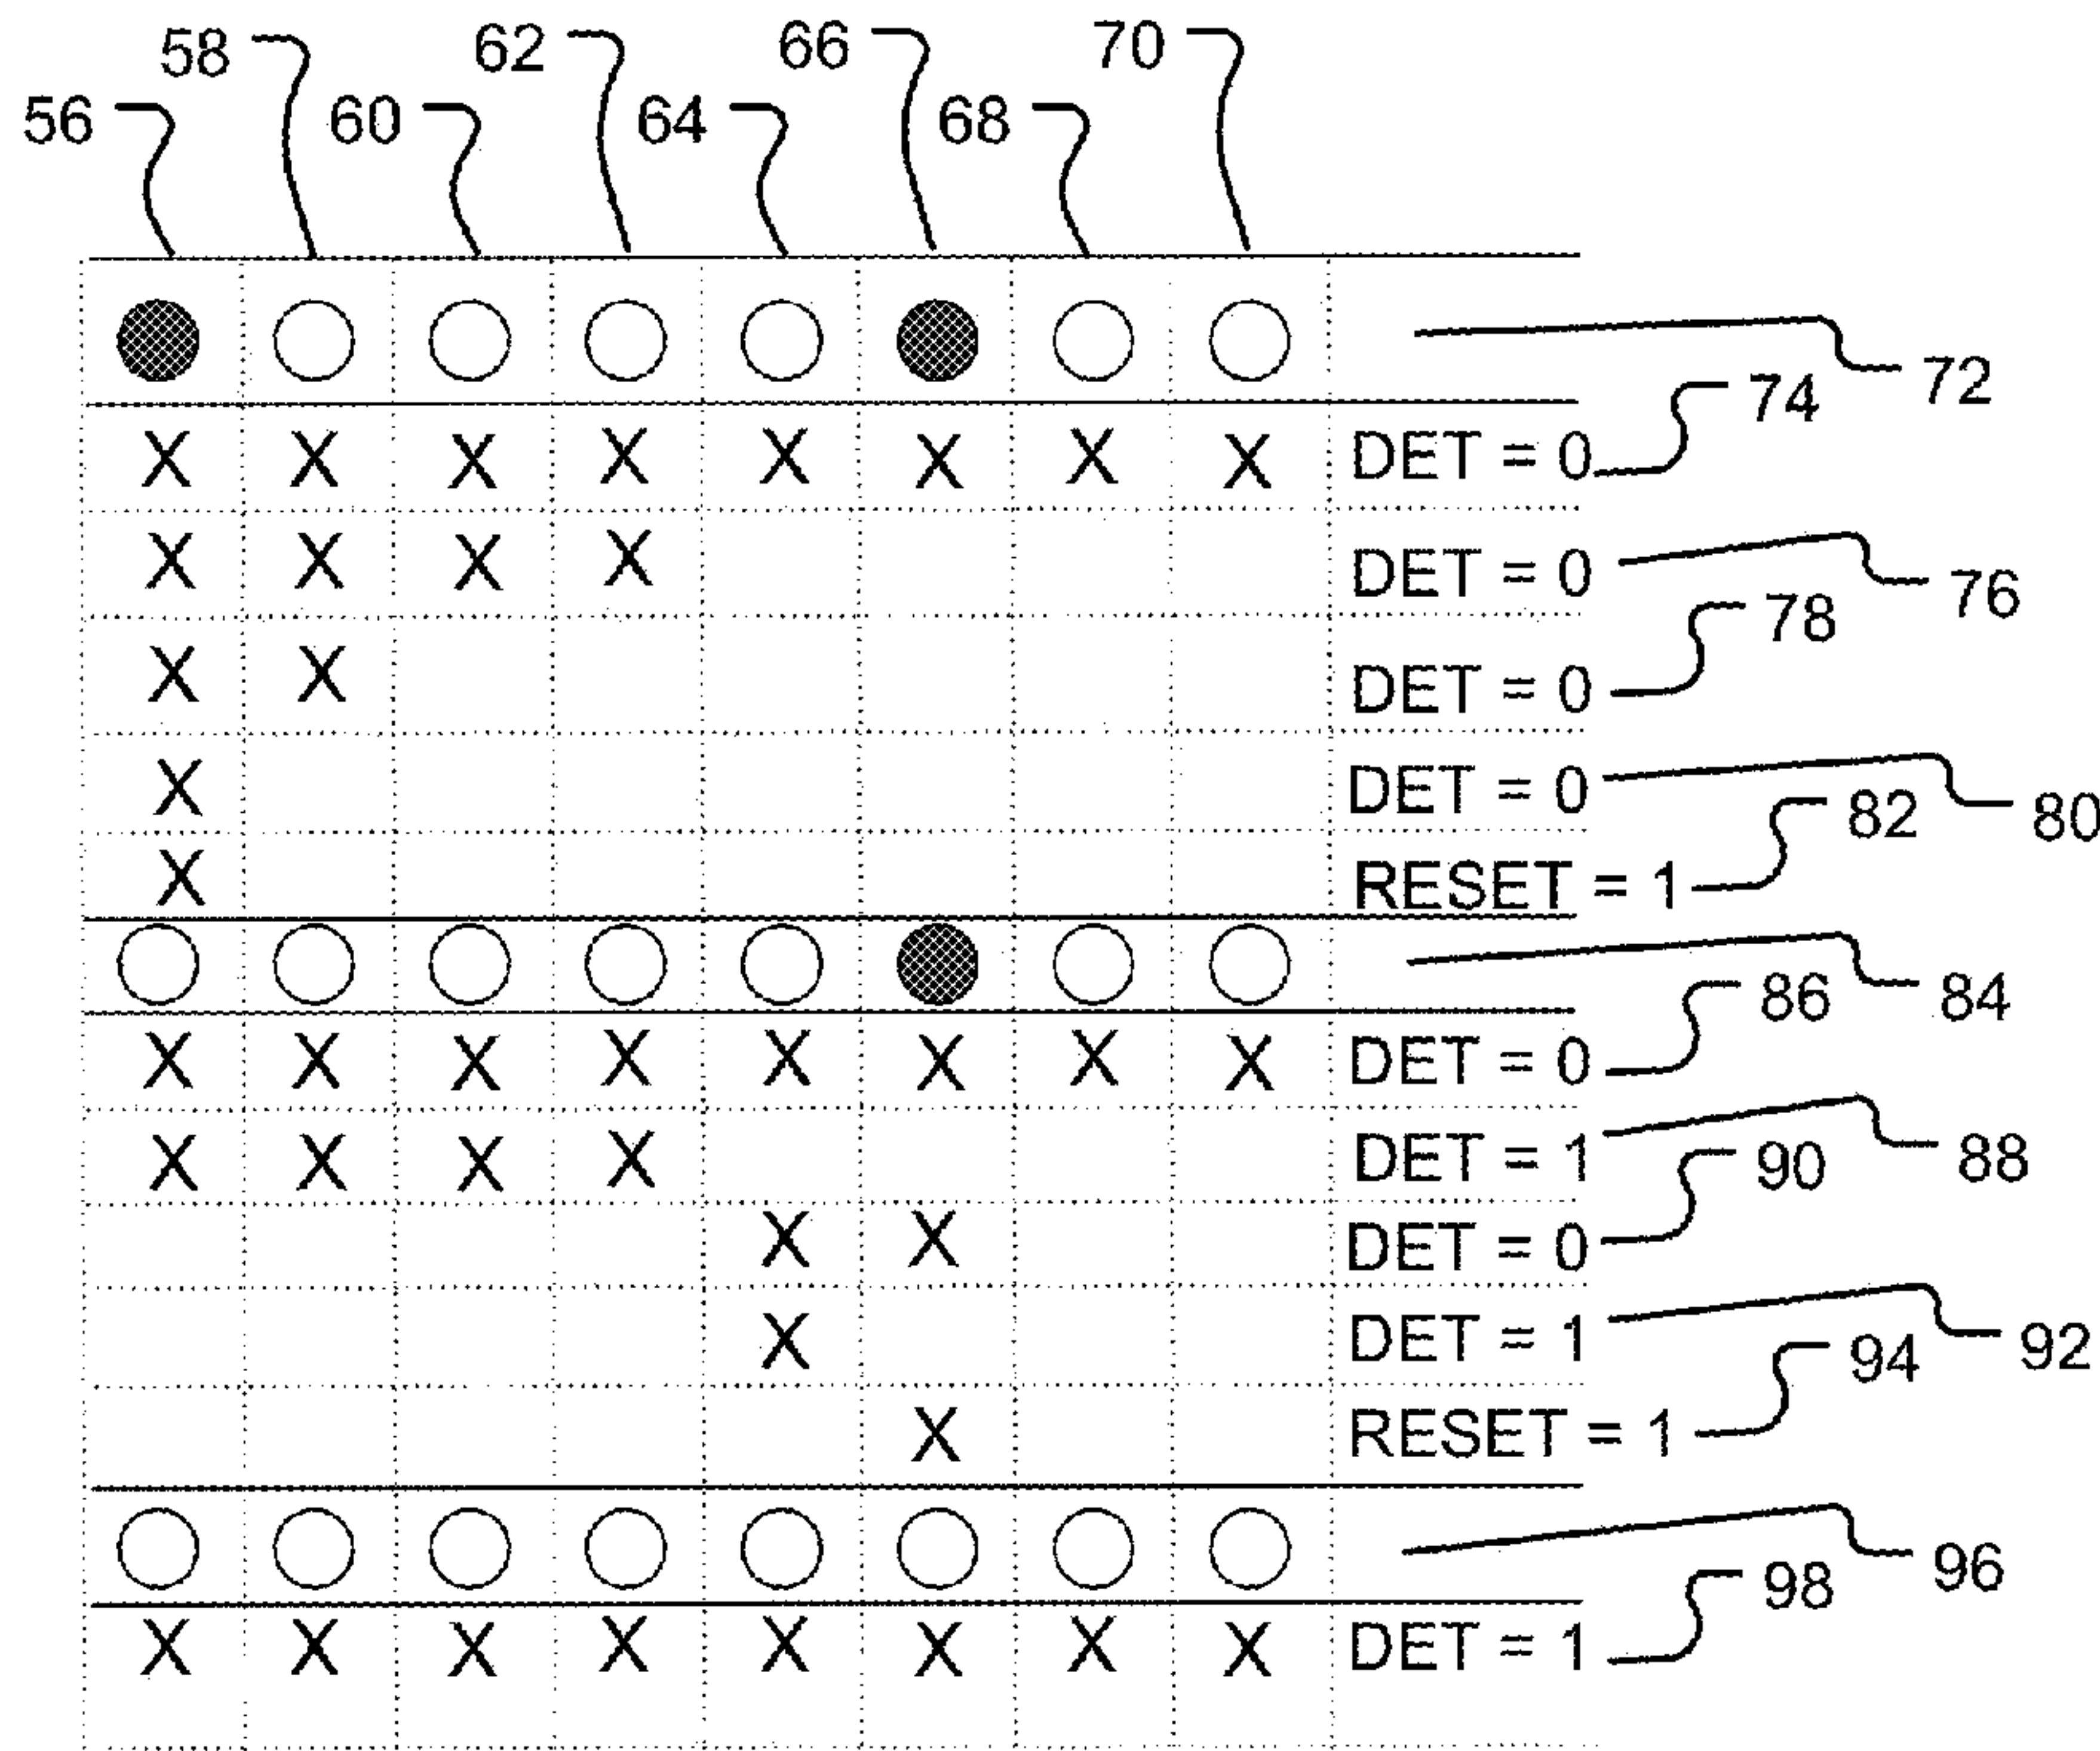 58 62 66 70
56 60 64 68
72
74
X X X X X X X X DET = 0
X X X X DET = 0
76
78
X X DET = 0
X DET = 0
82 80
X RESET = 1
84
86
X X X X X X X X DET = 0
X X X X DET = 1
88
90
X X DET = 0
X DET = 1
92
94
X RESET = 1
96
98
X X X X X X X X DET = 1